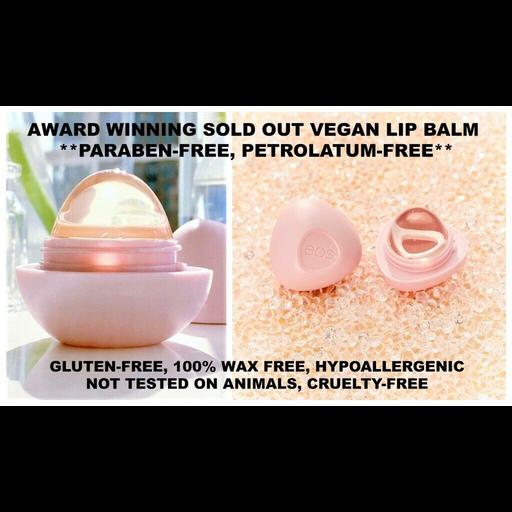 AWARD WINNING SOLD OUT VEGAN LIP BALM
**PARABEN-FREE, PETROLATUM-FREE**
eos
GLUTEN-FREE, 100% WAX FREE, HYPOALLERGENIC
NOT TESTED ON ANIMALS, CRUELTY-FREE